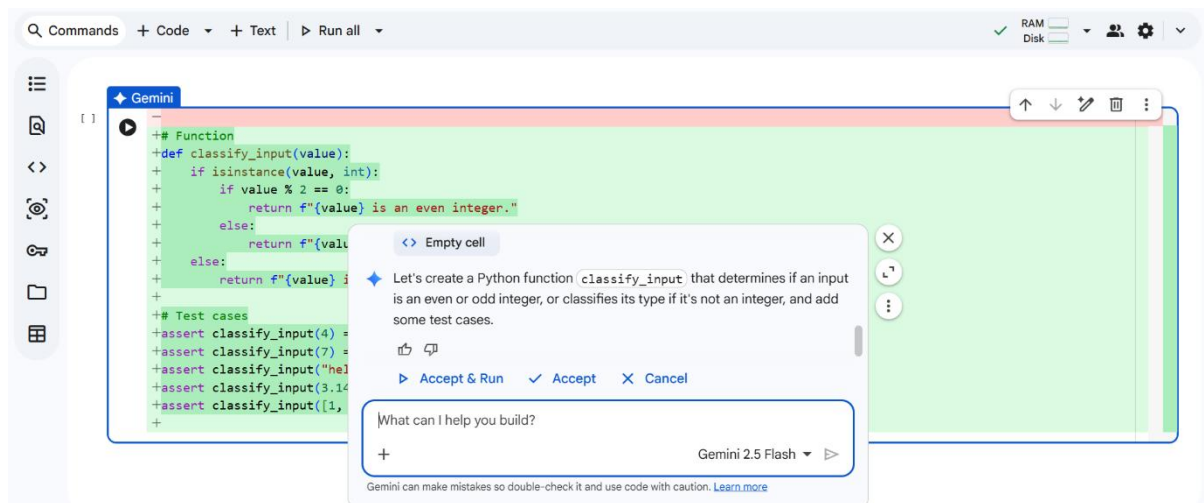 Commands + Code + Text Run all RAM
Disk
Gemini
[ ]
-
+# Function
+def classify_input(value):
+    if isinstance(value, int):
+        if value % 2 == 0:
+            return f"{value} is an even integer."
+        else:
+            return f"{valu
+    else:
+        return f"{value} i
+
+# Test cases
+assert classify_input(4) =
+assert classify_input(7) =
+assert classify_input("hel
+assert classify_input(3.14
+assert classify_input([1,
+
<> Empty cell
Let's create a Python function classify_input that determines if an input
is an even or odd integer, or classifies its type if it's not an integer, and add
some test cases.
Accept & Run Accept Cancel
What can I help you build?
+ Gemini 2.5 Flash
Gemini can make mistakes so double-check it and use code with caution. Learn more